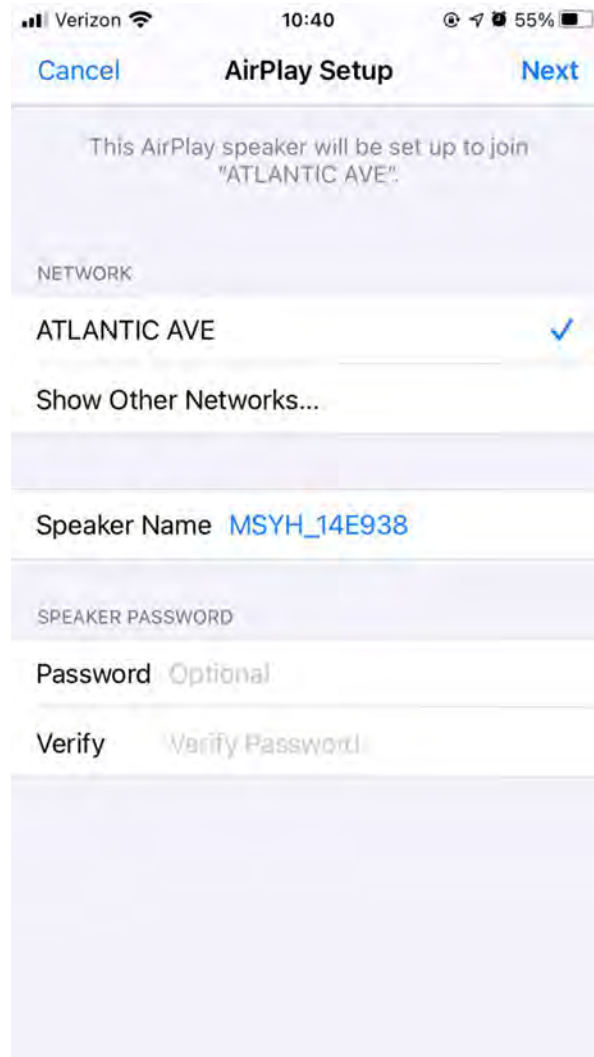 Verizon 10:40 55%
Cancel AirPlay Setup Next
This AirPlay speaker will be set up to join
"ATLANTIC AVE".
NETWORK
ATLANTIC AVE
Show Other Networks...
Speaker Name MSYH_14E938
SPEAKER PASSWORD
Password Optional
Verify Verify Password